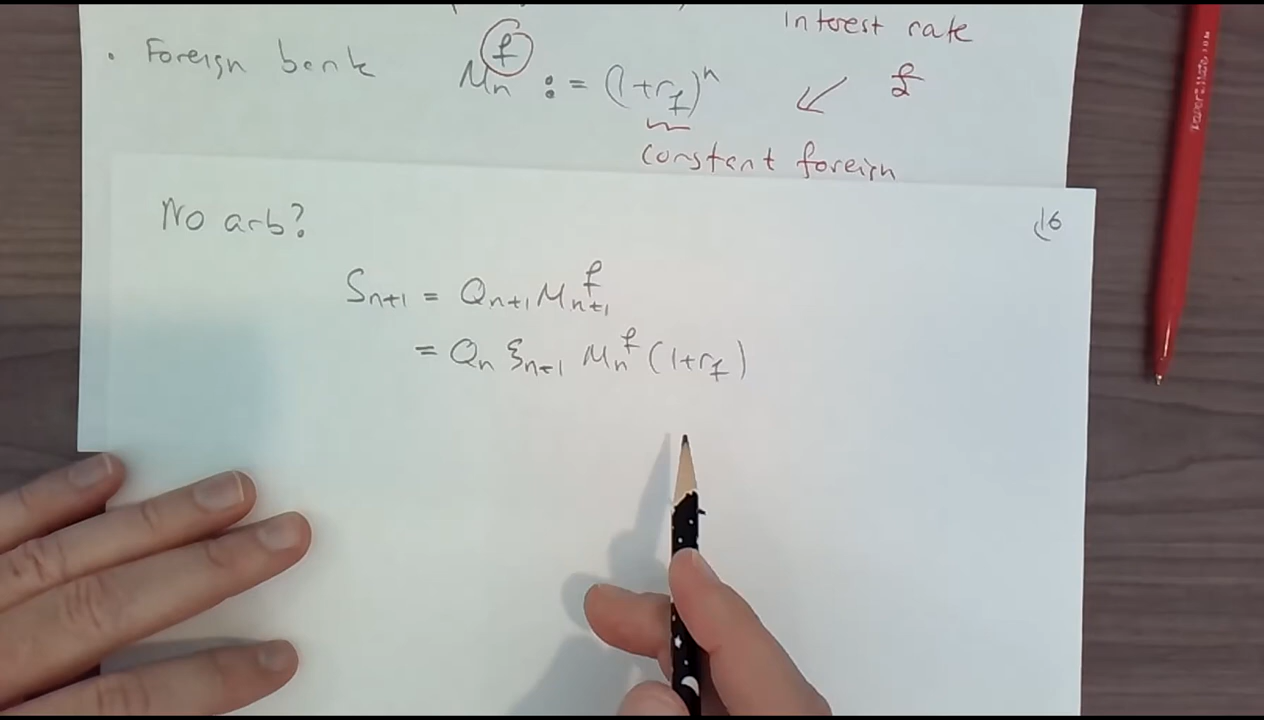 interest rate
. Foreign bank M_n^f := (1+r_f)^n ↙ £
constant foreign
No arb?
16
S_{n+1} = Q_{n+1} M_{n+1}^f
= Q_n ξ_{n+1} M_n^f (1+r_f)